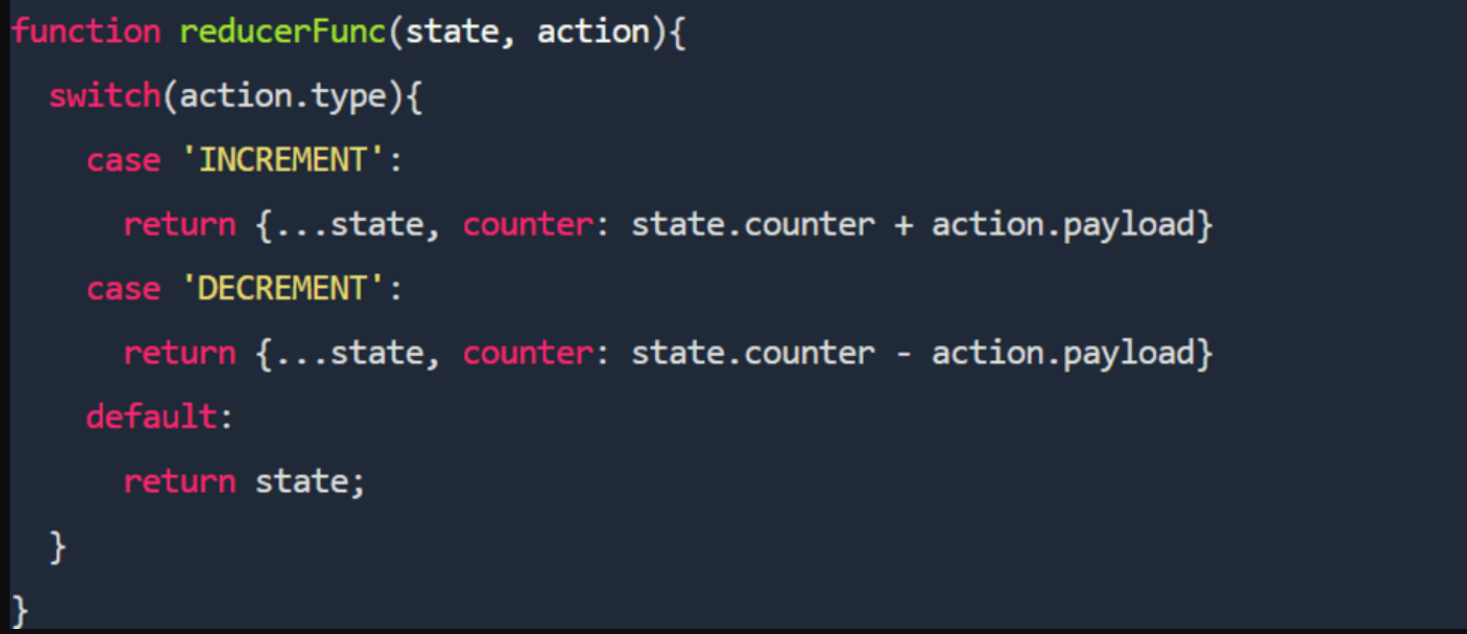 function reducerFunc(state, action){
  switch(action.type){
    case 'INCREMENT':
      return {...state, counter: state.counter + action.payload}
    case 'DECREMENT':
      return {...state, counter: state.counter - action.payload}
    default:
      return state;
  }
}